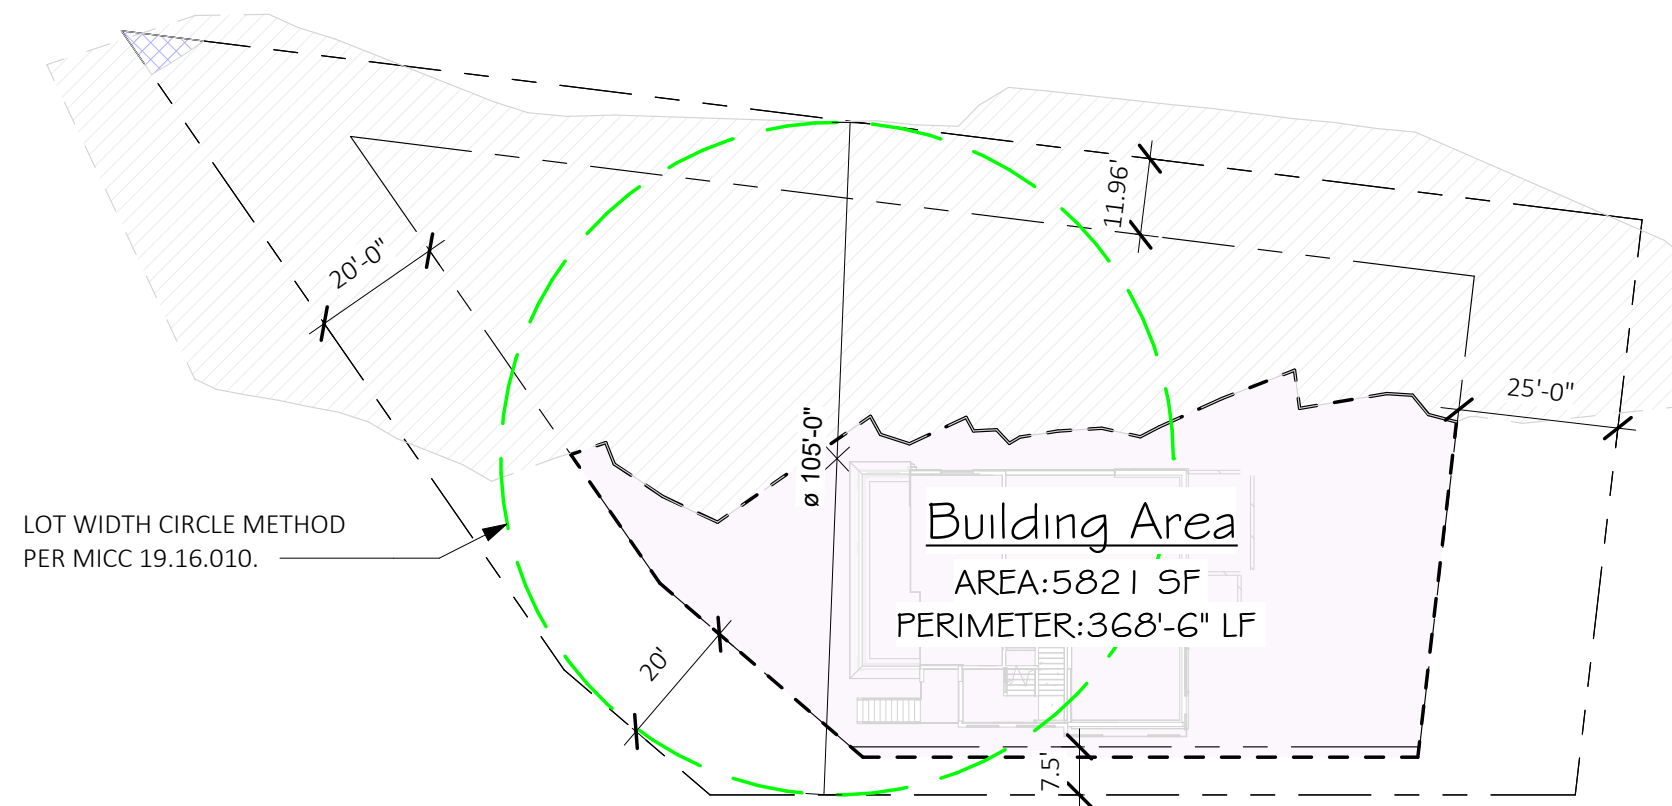 11.96'
20'-0"
25'-0"
ø 105'-0"
LOT WIDTH CIRCLE METHOD
PER MICC 19.16.010.
Building Area
AREA:5821 SF
PERIMETER:368'-6" LF
20'
7.5'